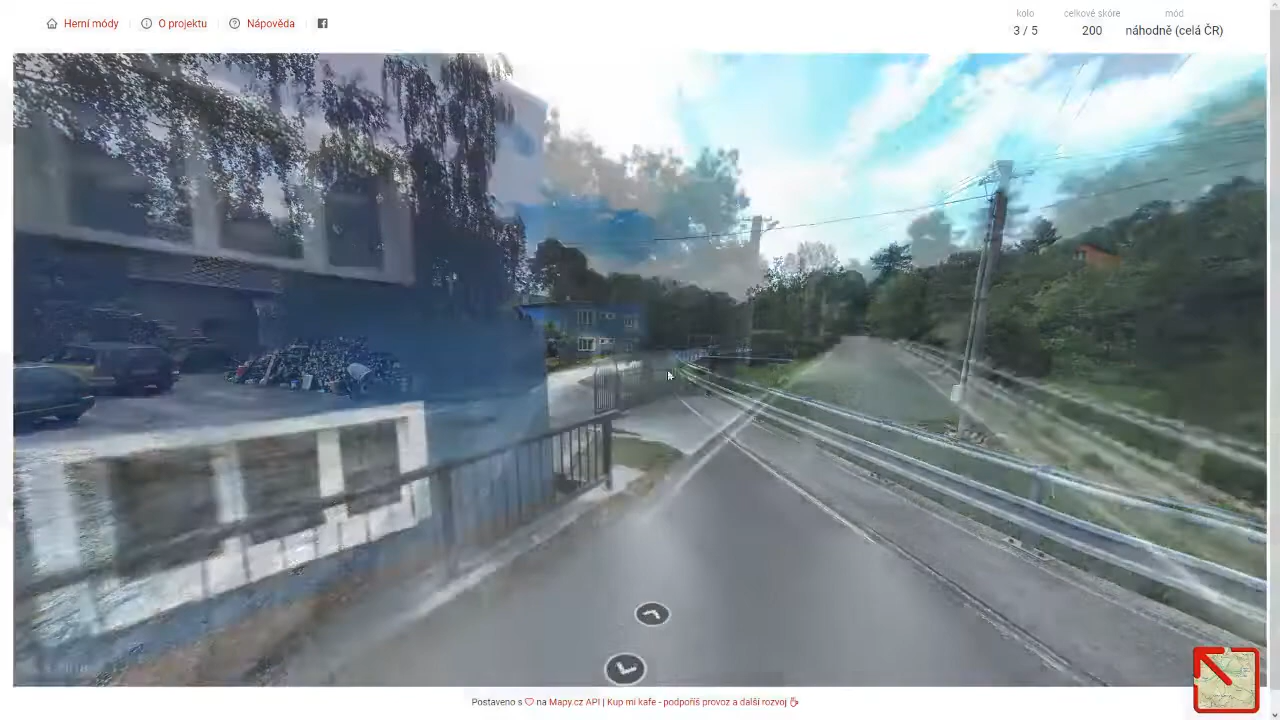 Herní módy
O projektu
Nápověda
kolo
3 / 5
celkové skóre
200
mód
náhodně (celá ČR)
Postaveno s na Mapy.cz API | Kup mi kafe - podpoříš provoz a další rozvoj